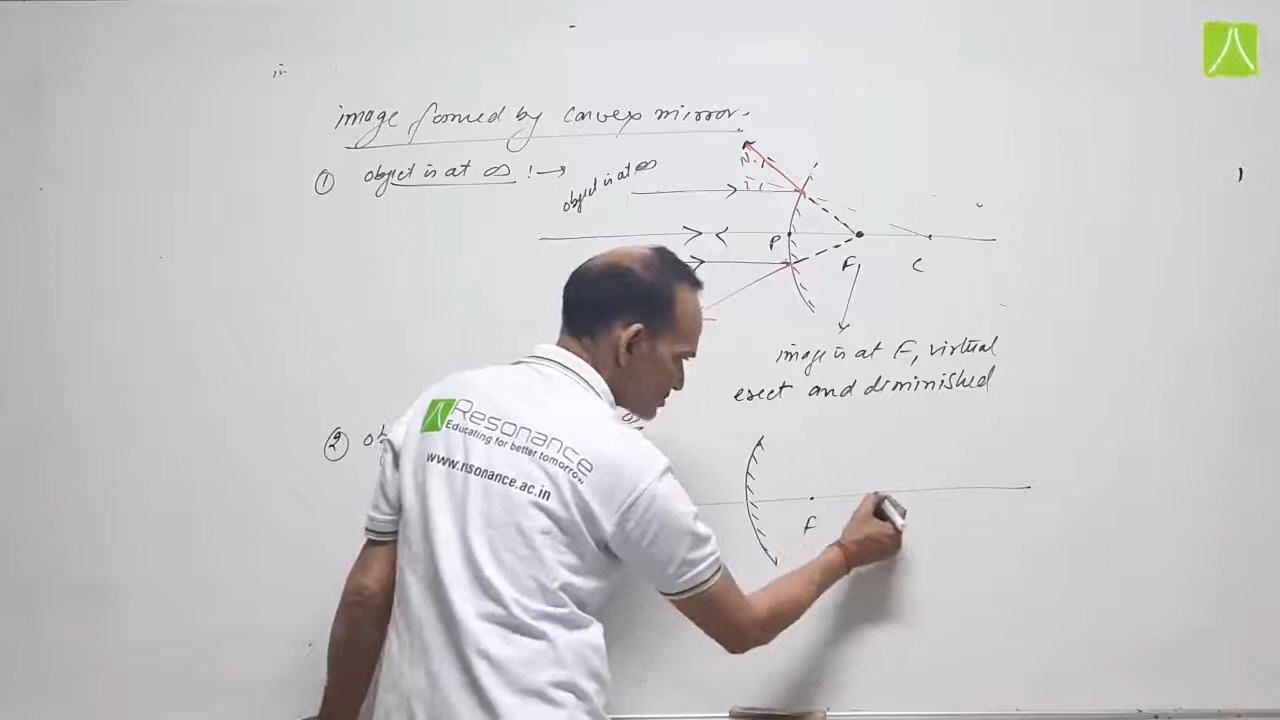 image formed by convex mirror.
① object is at ∞ :→
object is at ∞
P
F
C
image is at F, virtual
erect and diminished
②
F
Resonance
Educating for better tomorrow
www.resonance.ac.in